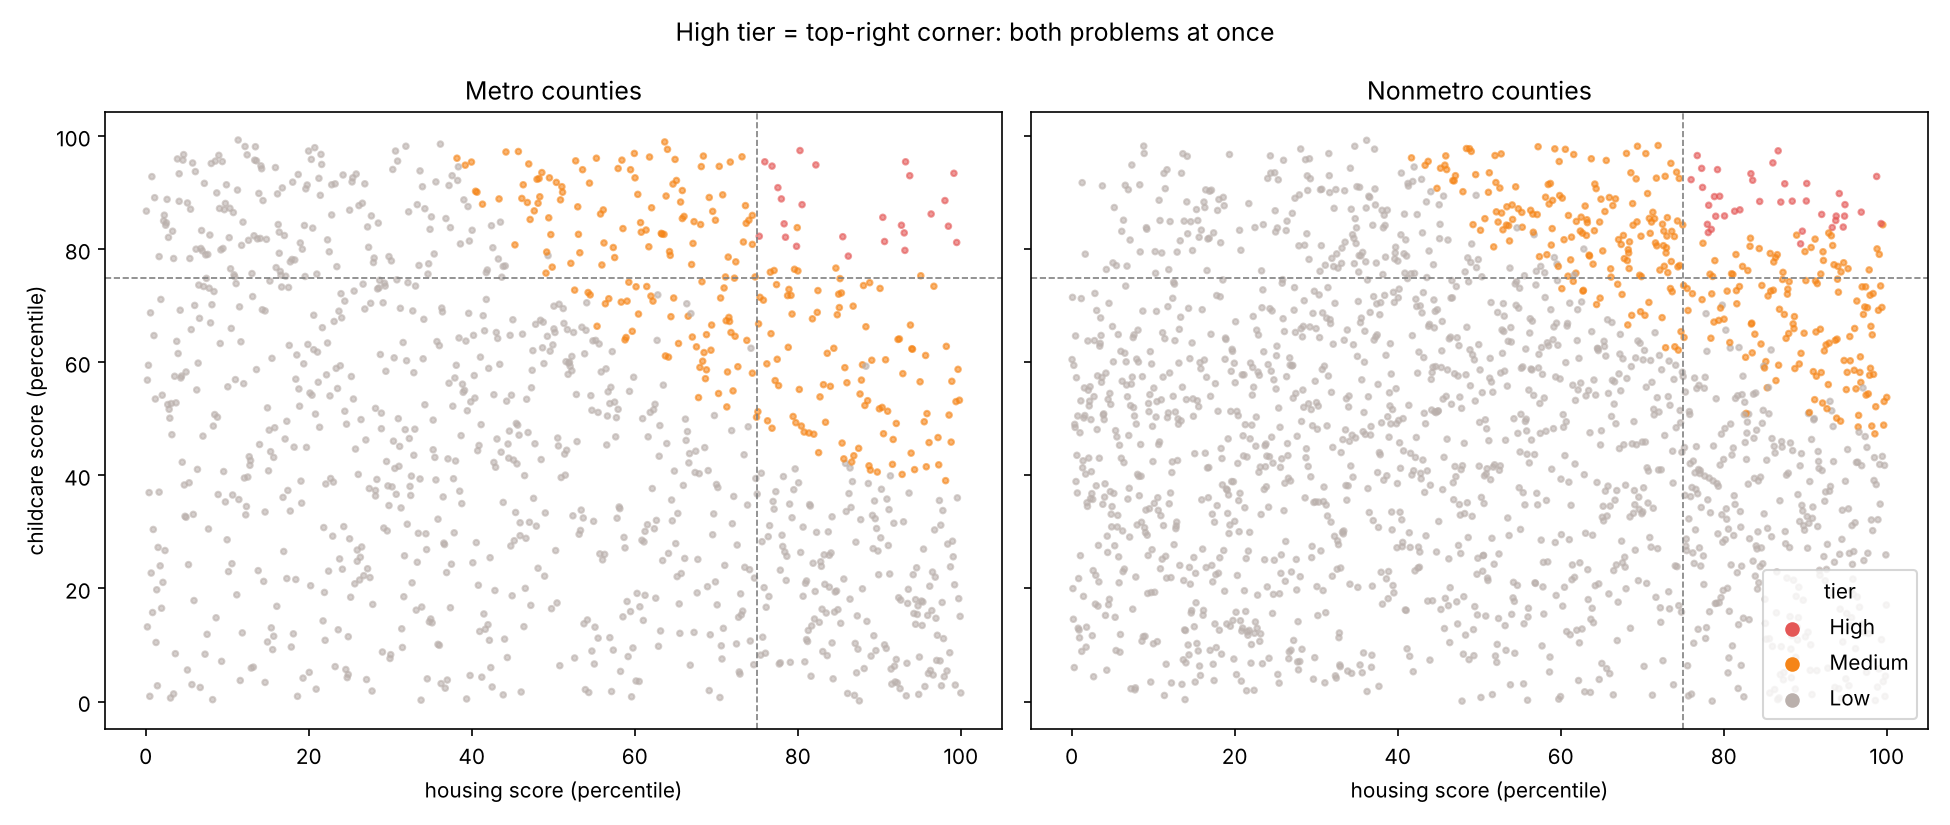 High tier = top-right corner: both problems at once
Metro counties
Nonmetro counties
childcare score (percentile)
100
80
60
40
20
0
0
20
40
60
80
100
0
20
40
60
80
100
housing score (percentile)
housing score (percentile)
tier
High
Medium
Low